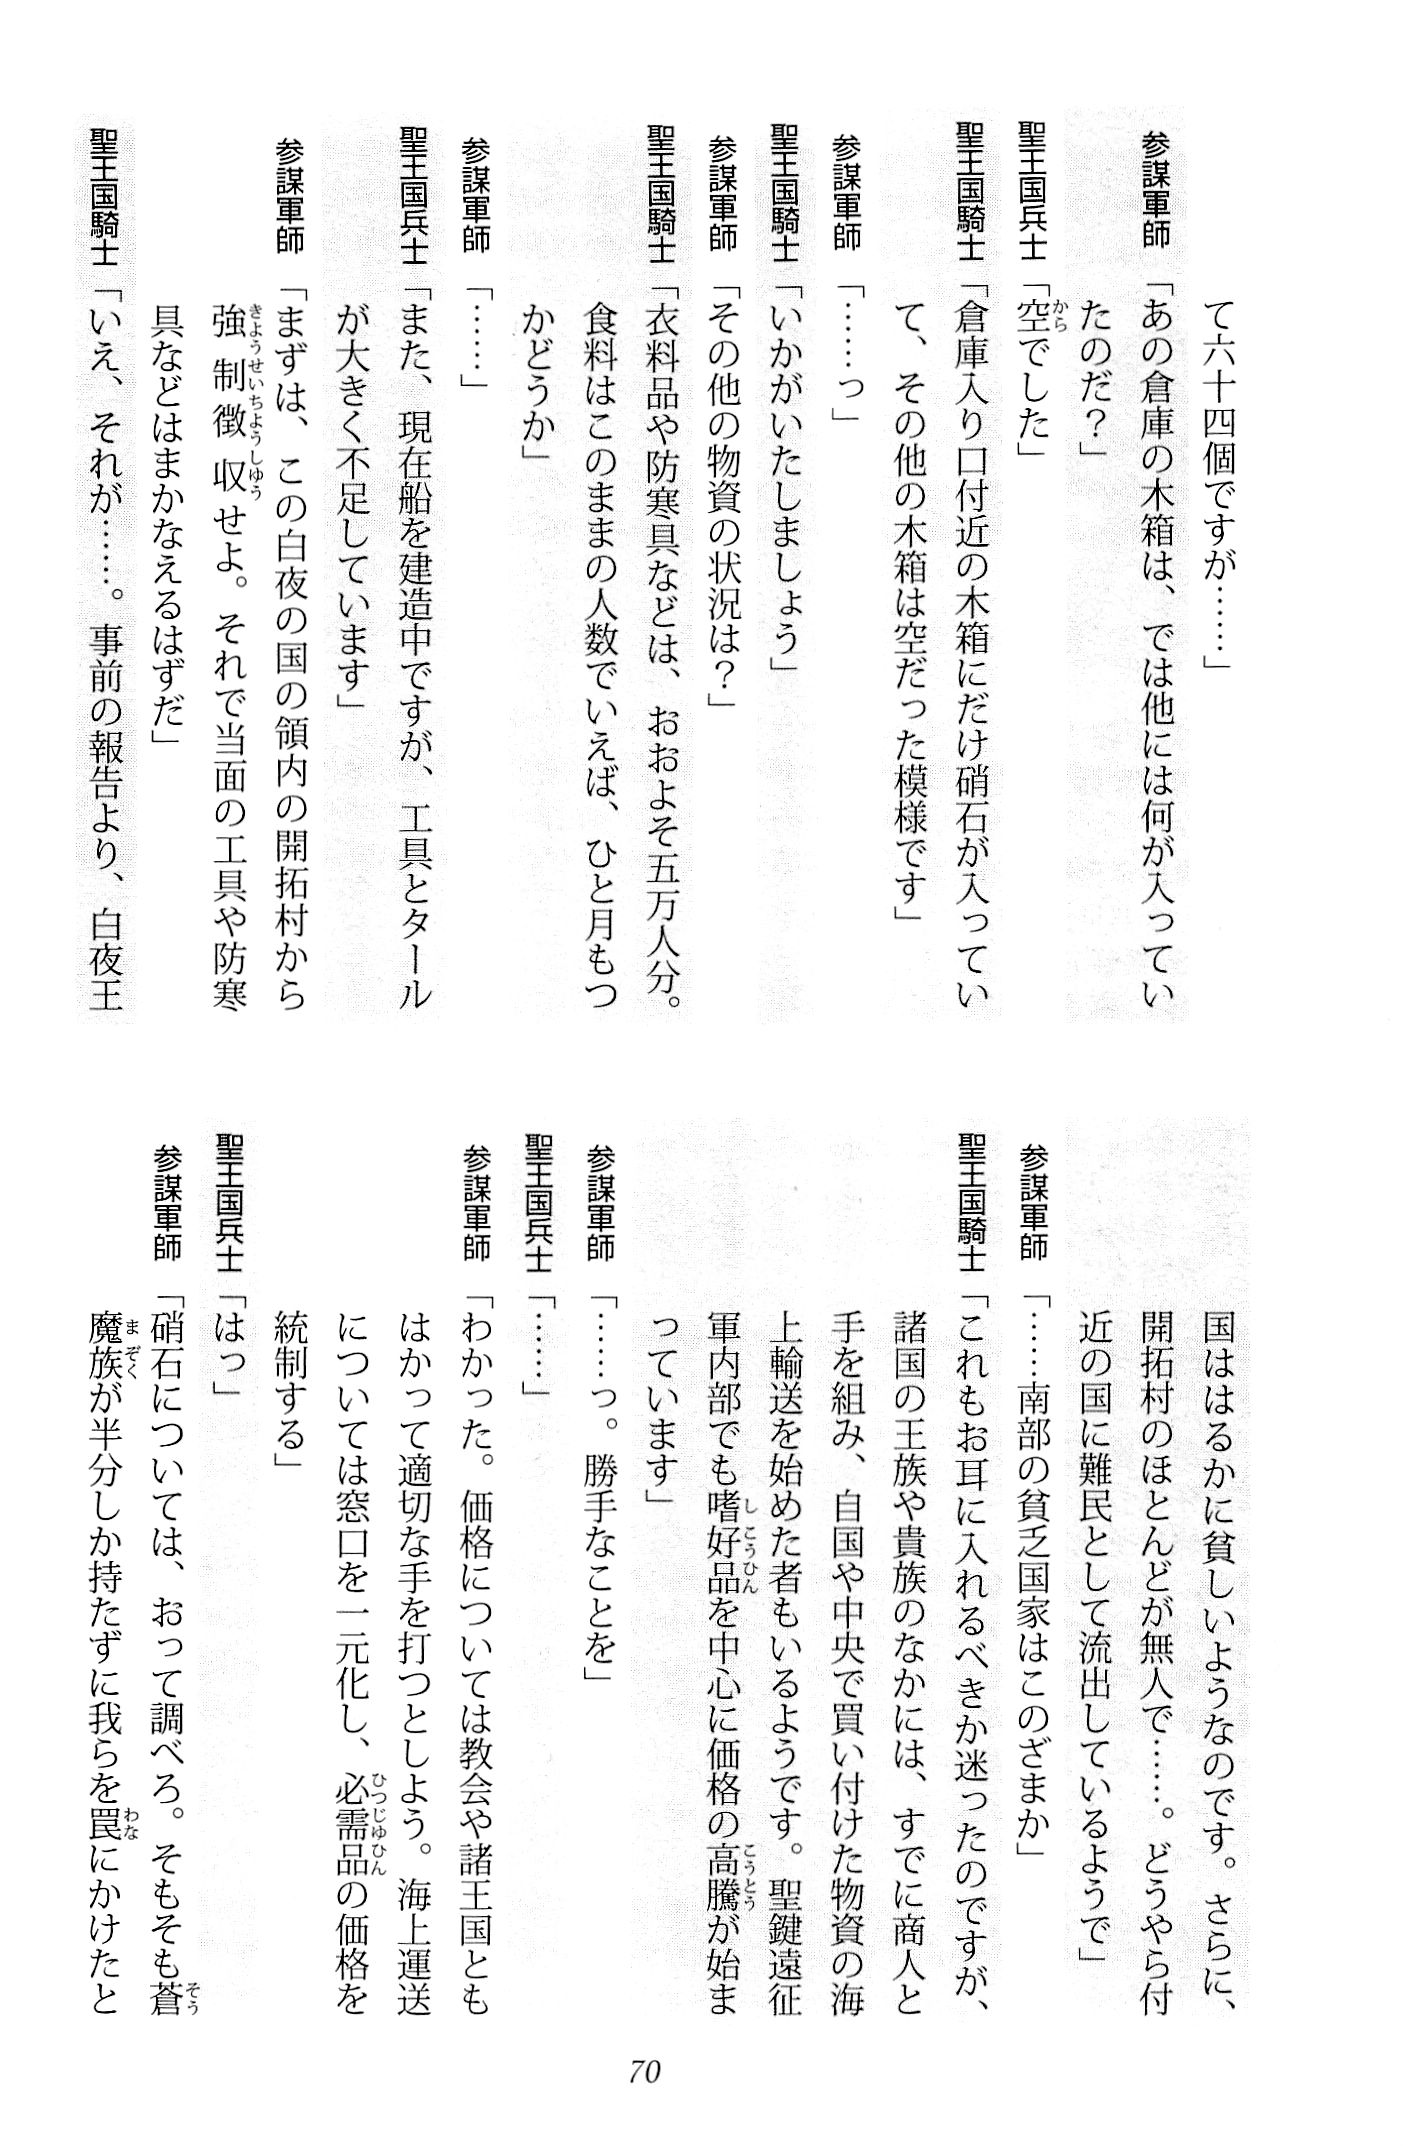 て六十四個ですが……」
参謀軍師「あの倉庫の木箱は、では他には何が入ってい
たのだ？」
聖王国兵士「空でした」
聖王国騎士「倉庫入り口付近の木箱にだけ硝石が入ってい
て、その他の木箱は空だった模様です」
参謀軍師「……っ」
聖王国騎士「いかがいたしましょう」
参謀軍師「その他の物資の状況は？」
聖王国騎士「衣料品や防寒具などは、おおよそ五万人分。
食料はこのままの人数でいえば、ひと月もつ
かどうか」
参謀軍師「……」
聖王国兵士「また、現在船を建造中ですが、工具とタール
が大きく不足しています」
参謀軍師「まずは、この白夜の国の領内の開拓村から
強制徴収せよ。それで当面の工具や防寒
具などはまかなえるはずだ」
聖王国騎士「いえ、それが……。事前の報告より、白夜王
国ははるかに貧しいようなのです。さらに、
開拓村のほとんどが無人で……。どうやら付
近の国に難民として流出しているようで」
参謀軍師「……南部の貧乏国家はこのざまか」
聖王国騎士「これもお耳に入れるべきか迷ったのですが、
諸国の王族や貴族のなかには、すでに商人と
手を組み、自国や中央で買い付けた物資の海
上輸送を始めた者もいるようです。聖鍵遠征
軍内部でも嗜好品を中心に価格の高騰が始ま
っています」
参謀軍師「……っ。勝手なことを」
聖王国兵士「……」
参謀軍師「わかった。価格については教会や諸王国とも
はかって適切な手を打つとしよう。海上運送
については窓口を一元化し、必需品の価格を
統制する」
聖王国兵士「はっ」
参謀軍師「硝石については、おって調べろ。そもそも蒼
魔族が半分しか持たずに我らを罠にかけたと
70